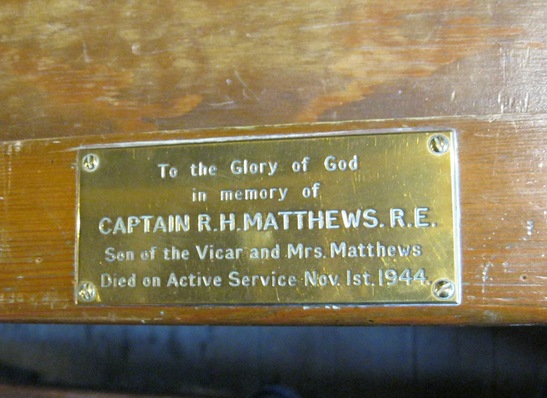 To the Glory of God
in memory of
CAPTAIN R.H. MATTHEWS. R.E.
Son of the Vicar and Mrs. Matthews
Died on Active Service Nov. 1st. 1944.